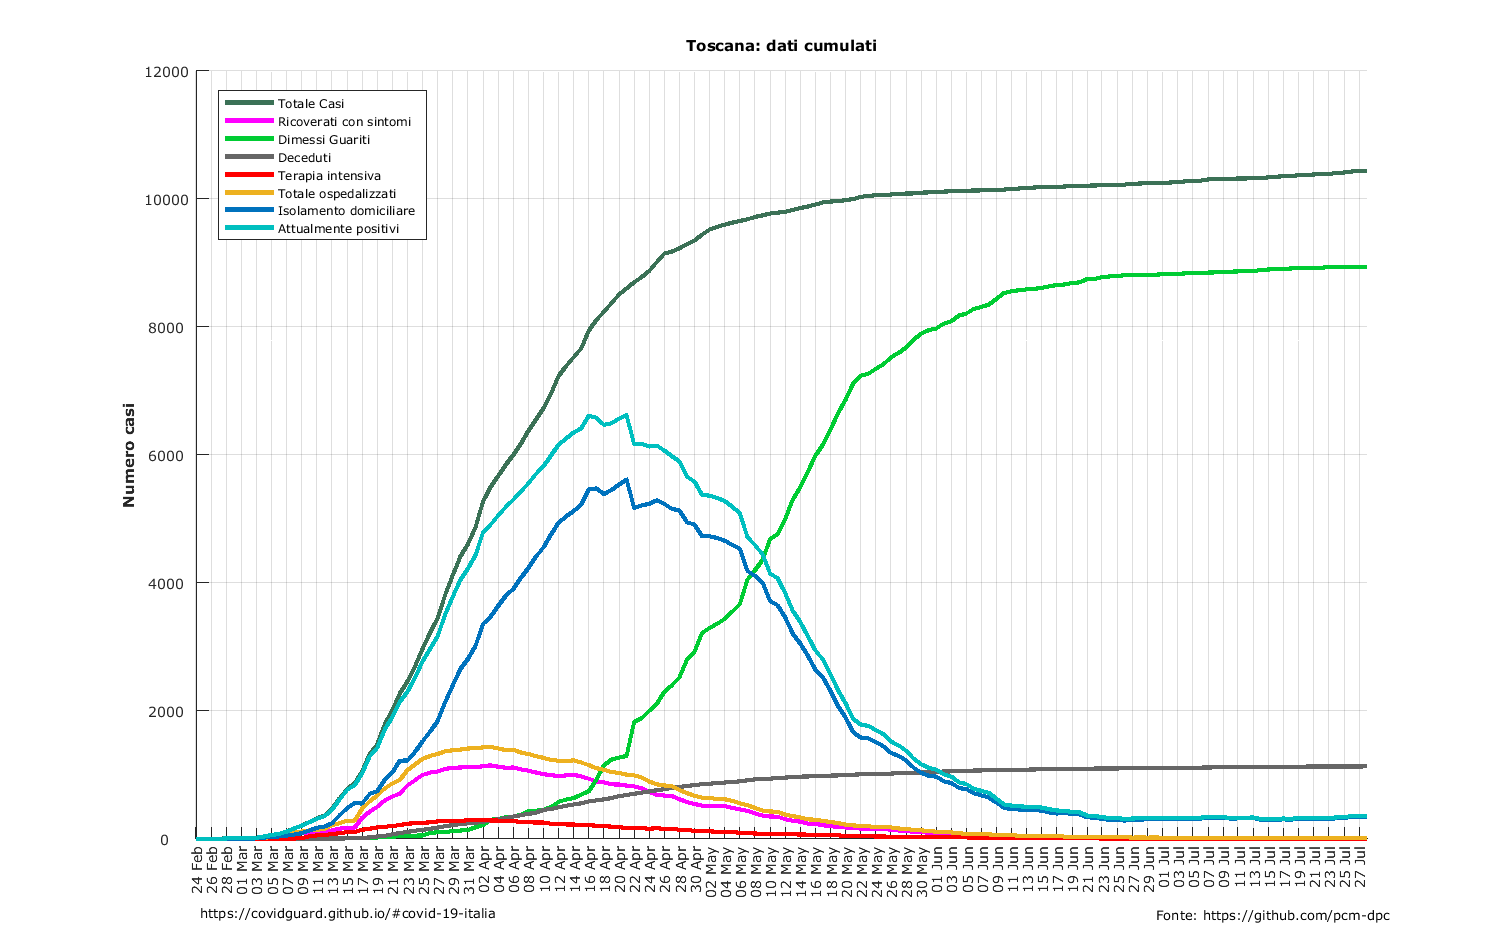 Toscana: dati cumulati
Numero casi
12000
10000
8000
6000
4000
2000
0
Totale Casi
Ricoverati con sintomi
Dimessi Guariti
Deceduti
Terapia intensiva
Totale ospedalizzati
Isolamento domiciliare
Attualmente positivi
24 Feb
26 Feb
28 Feb
01 Mar
03 Mar
05 Mar
07 Mar
09 Mar
11 Mar
13 Mar
15 Mar
17 Mar
19 Mar
21 Mar
23 Mar
25 Mar
27 Mar
29 Mar
31 Mar
02 Apr
04 Apr
06 Apr
08 Apr
10 Apr
12 Apr
14 Apr
16 Apr
18 Apr
20 Apr
22 Apr
24 Apr
26 Apr
28 Apr
30 Apr
02 May
04 May
06 May
08 May
10 May
12 May
14 May
16 May
18 May
20 May
22 May
24 May
26 May
28 May
30 May
01 Jun
03 Jun
05 Jun
07 Jun
09 Jun
11 Jun
13 Jun
15 Jun
17 Jun
19 Jun
21 Jun
23 Jun
25 Jun
27 Jun
29 Jun
01 Jul
03 Jul
05 Jul
07 Jul
09 Jul
11 Jul
13 Jul
15 Jul
17 Jul
19 Jul
21 Jul
23 Jul
25 Jul
27 Jul
https://covidguard.github.io/#covid-19-italia
Fonte: https://github.com/pcm-dpc